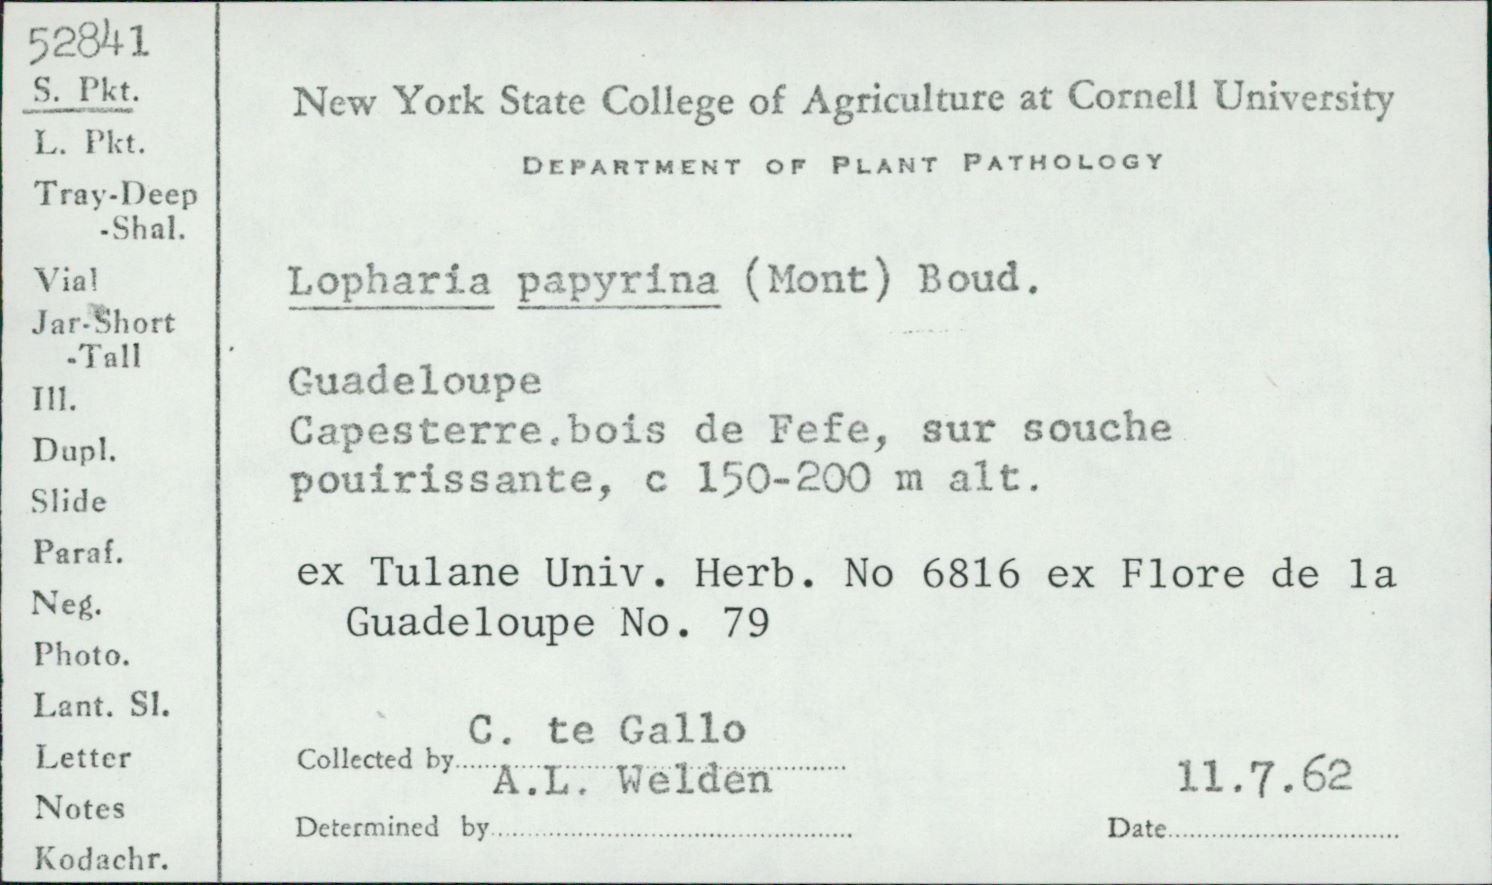 52841
S. Pkt.
L. Pkt.
Tray-Deep
-Shal.
Vial
Jar-Short
-Tall
Ill.
Dupl.
Slide
Paraf.
Neg.
Photo.
Lant. Sl.
Letter
Notes
Kodachr.
New York State College of Agriculture at Cornell University
DEPARTMENT OF PLANT PATHOLOGY
Lopharia papyrina (Mont) Boud.
Guadeloupe
Capesterre.bois de Fefe, sur souche
pouirissante, c 150-200 m alt.
ex Tulane Univ. Herb. No 6816 ex Flore de la
Guadeloupe No. 79
C. te Gallo
Collected by
A.L. Welden
11.7.62
Determined by
Date